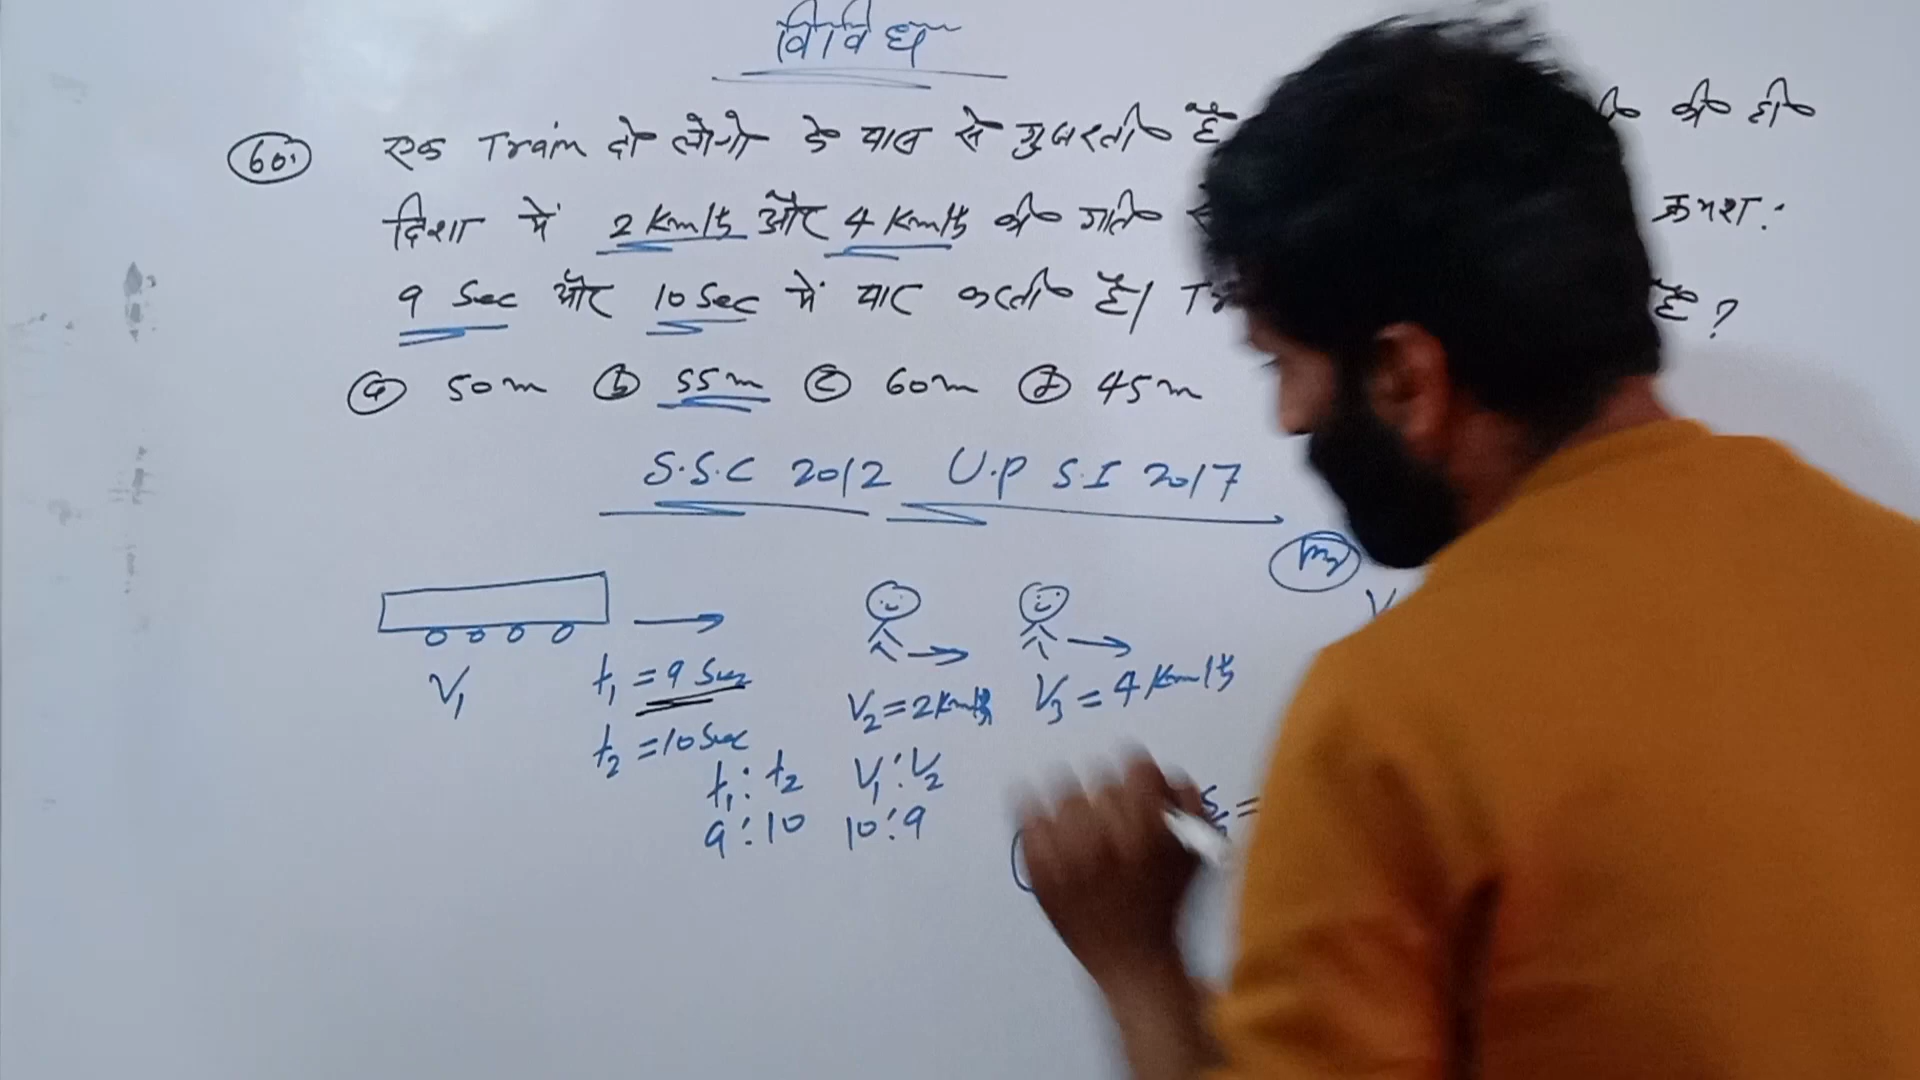 विविध
60. एक Train दो लोगो के पास से गुजरती है की ही
दिशा में 2 Km/h और 4 Km/h की गति से क्रमश:
9 Sec और 10 Sec में पार करती है। Tr है ?
a 50m b 55m c 60m d 45m
S.S.C 2012 U.P S.I 2017
V₁ t₁ = 9 Sec V₂ = 2Km/h V₃ = 4 Km/h
t₂ = 10 Sec
t₁ : t₂ V₁ : V₂
9 : 10 10 : 9